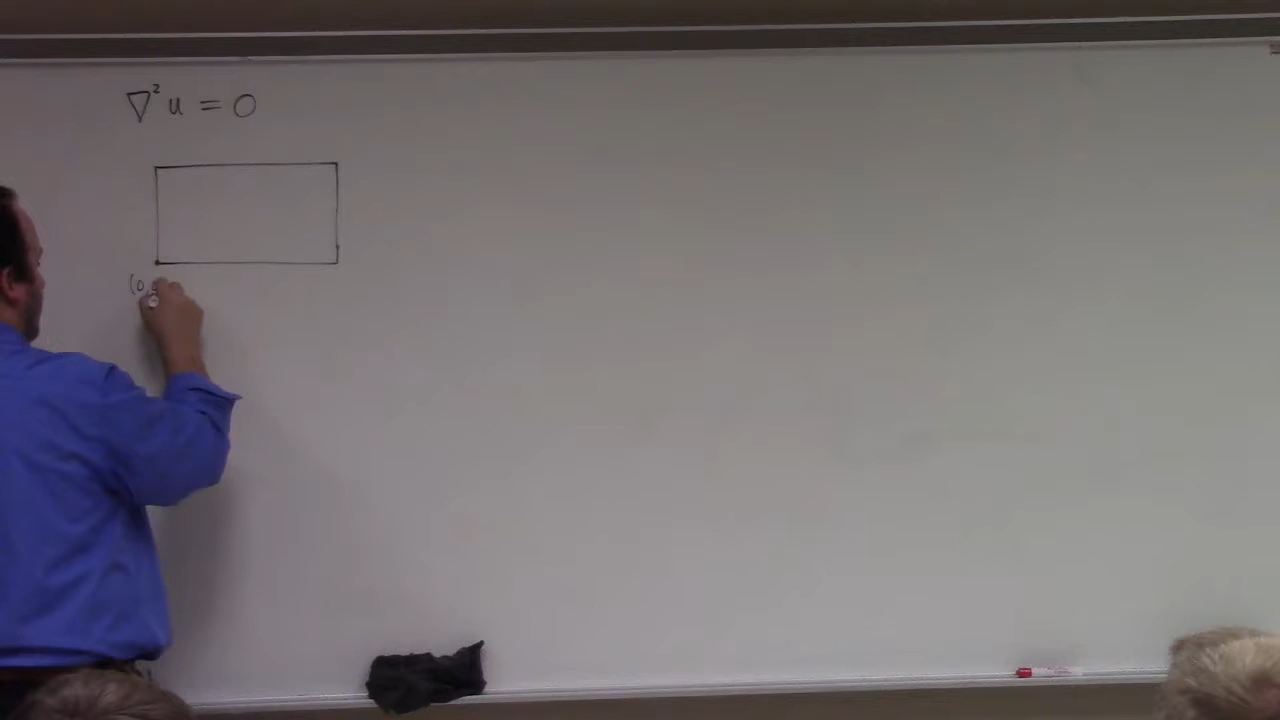 ∇²u = 0
(0,